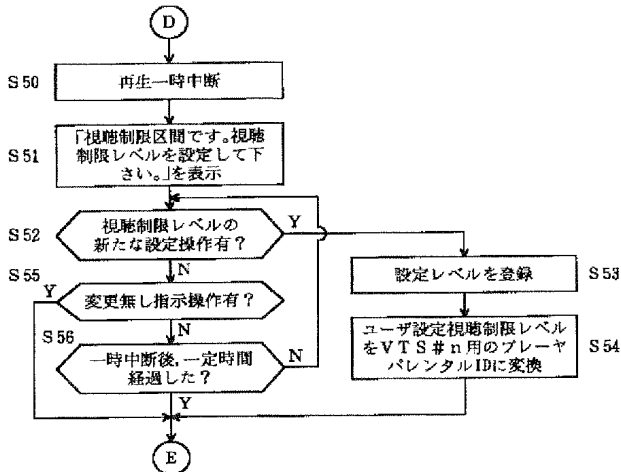 D
S50
再生一時中断
S51
「視聴制限区間です。視聴
制限レベルを設定して下
さい。」を表示
S52
視聴制限レベルの
新たな設定操作有？
Y
N
S55
Y
変更無し指示操作有？
N
S56
一時中断後，一定時間
経過した？
N
Y
設定レベルを登録
S53
ユーザ設定視聴制限レベル
をVTS＃n用のプレーヤ
パレンタルIDに変換
S54
E